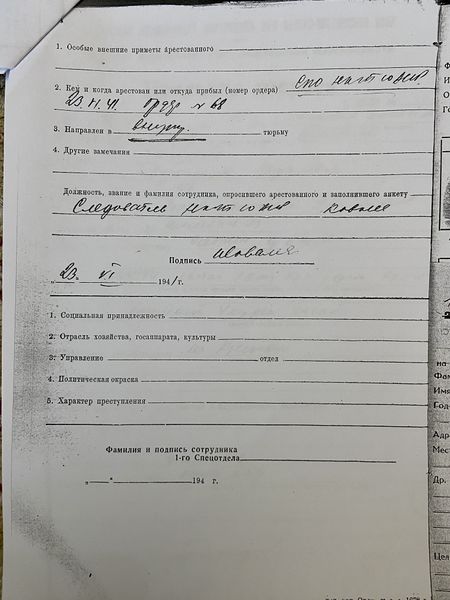 1. Особые внешние приметы арестованного
2. Кем и когда арестован или откуда прибыл (номер ордера)
23.VI.41. № 68
3. Направлен в внутр. тюрьму
4. Другие замечания
Должность, звание и фамилия сотрудника, опросившего арестованного и заполнившего анкету
Следователь
Подпись
„23. VI 1941 г.
1. Социальная принадлежность
2. Отрасль хозяйства, госаппарата, культуры
3. Управление отдел
4. Политическая окраска
5. Характер преступления
Фамилия и подпись сотрудника
1-го Спецотдела
„ “ 194 г.